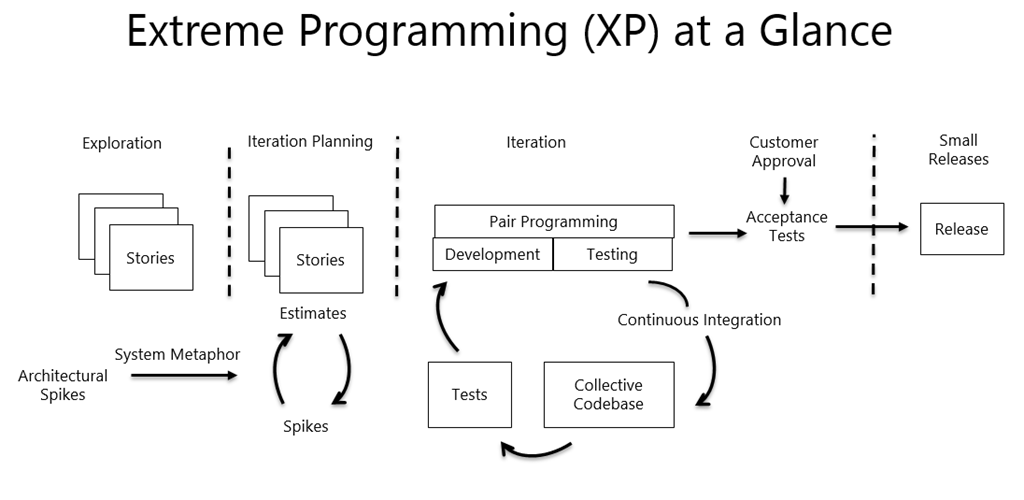 Extreme Programming (XP) at a Glance
Exploration
Iteration Planning
Iteration
Customer
Approval
Small
Releases
Stories
Stories
Pair Programming
Development
Testing
Acceptance
Tests
Release
Estimates
Continuous Integration
System Metaphor
Architectural
Spikes
Spikes
Tests
Collective
Codebase